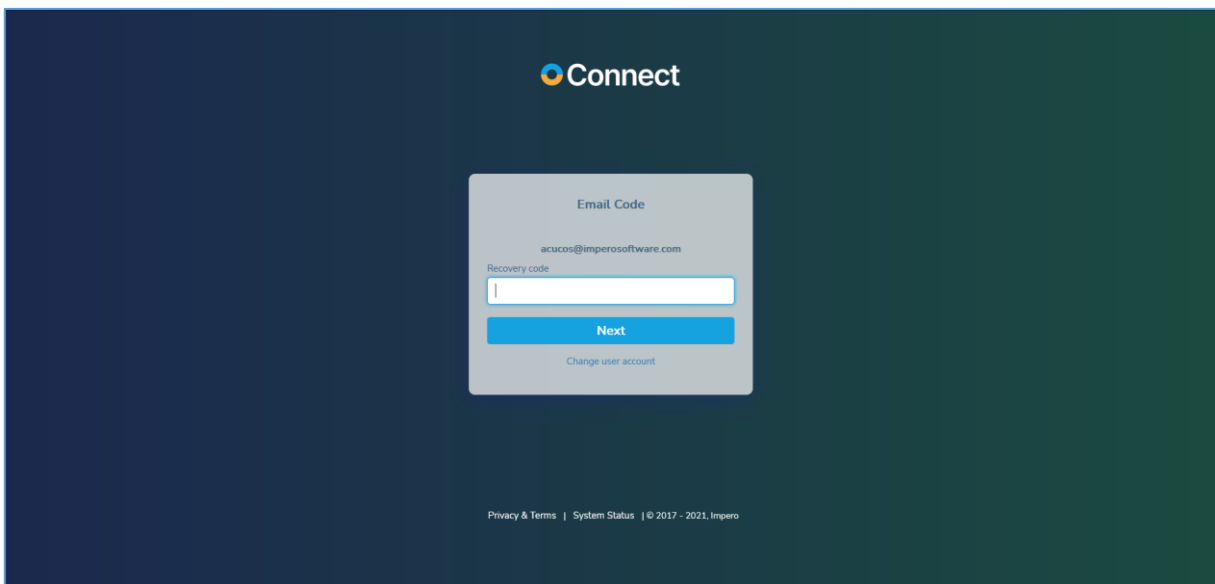 Connect
Email Code
acucos@imperosoftware.com
Recovery code
Next
Change user account
Privacy & Terms | System Status | © 2017 - 2021, Impero